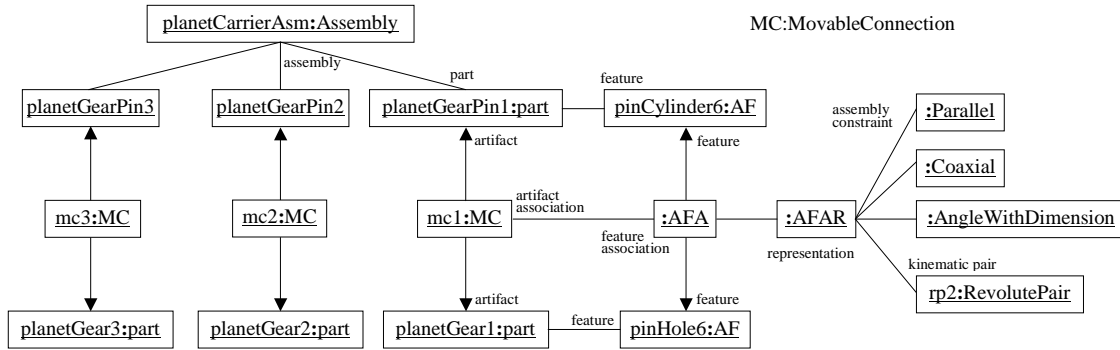 planetCarrierAsm:Assembly
MC:MovableConnection
assembly
part
feature
planetGearPin3
planetGearPin2
planetGearPin1:part
pinCylinder6:AF
assembly
constraint
:Parallel
artifact
feature
:Coaxial
mc3:MC
mc2:MC
mc1:MC
artifact
association
:AFA
:AFAR
:AngleWithDimension
feature
association
representation
kinematic pair
rp2:RevolutePair
artifact
feature
planetGear3:part
planetGear2:part
planetGear1:part
feature
pinHole6:AF